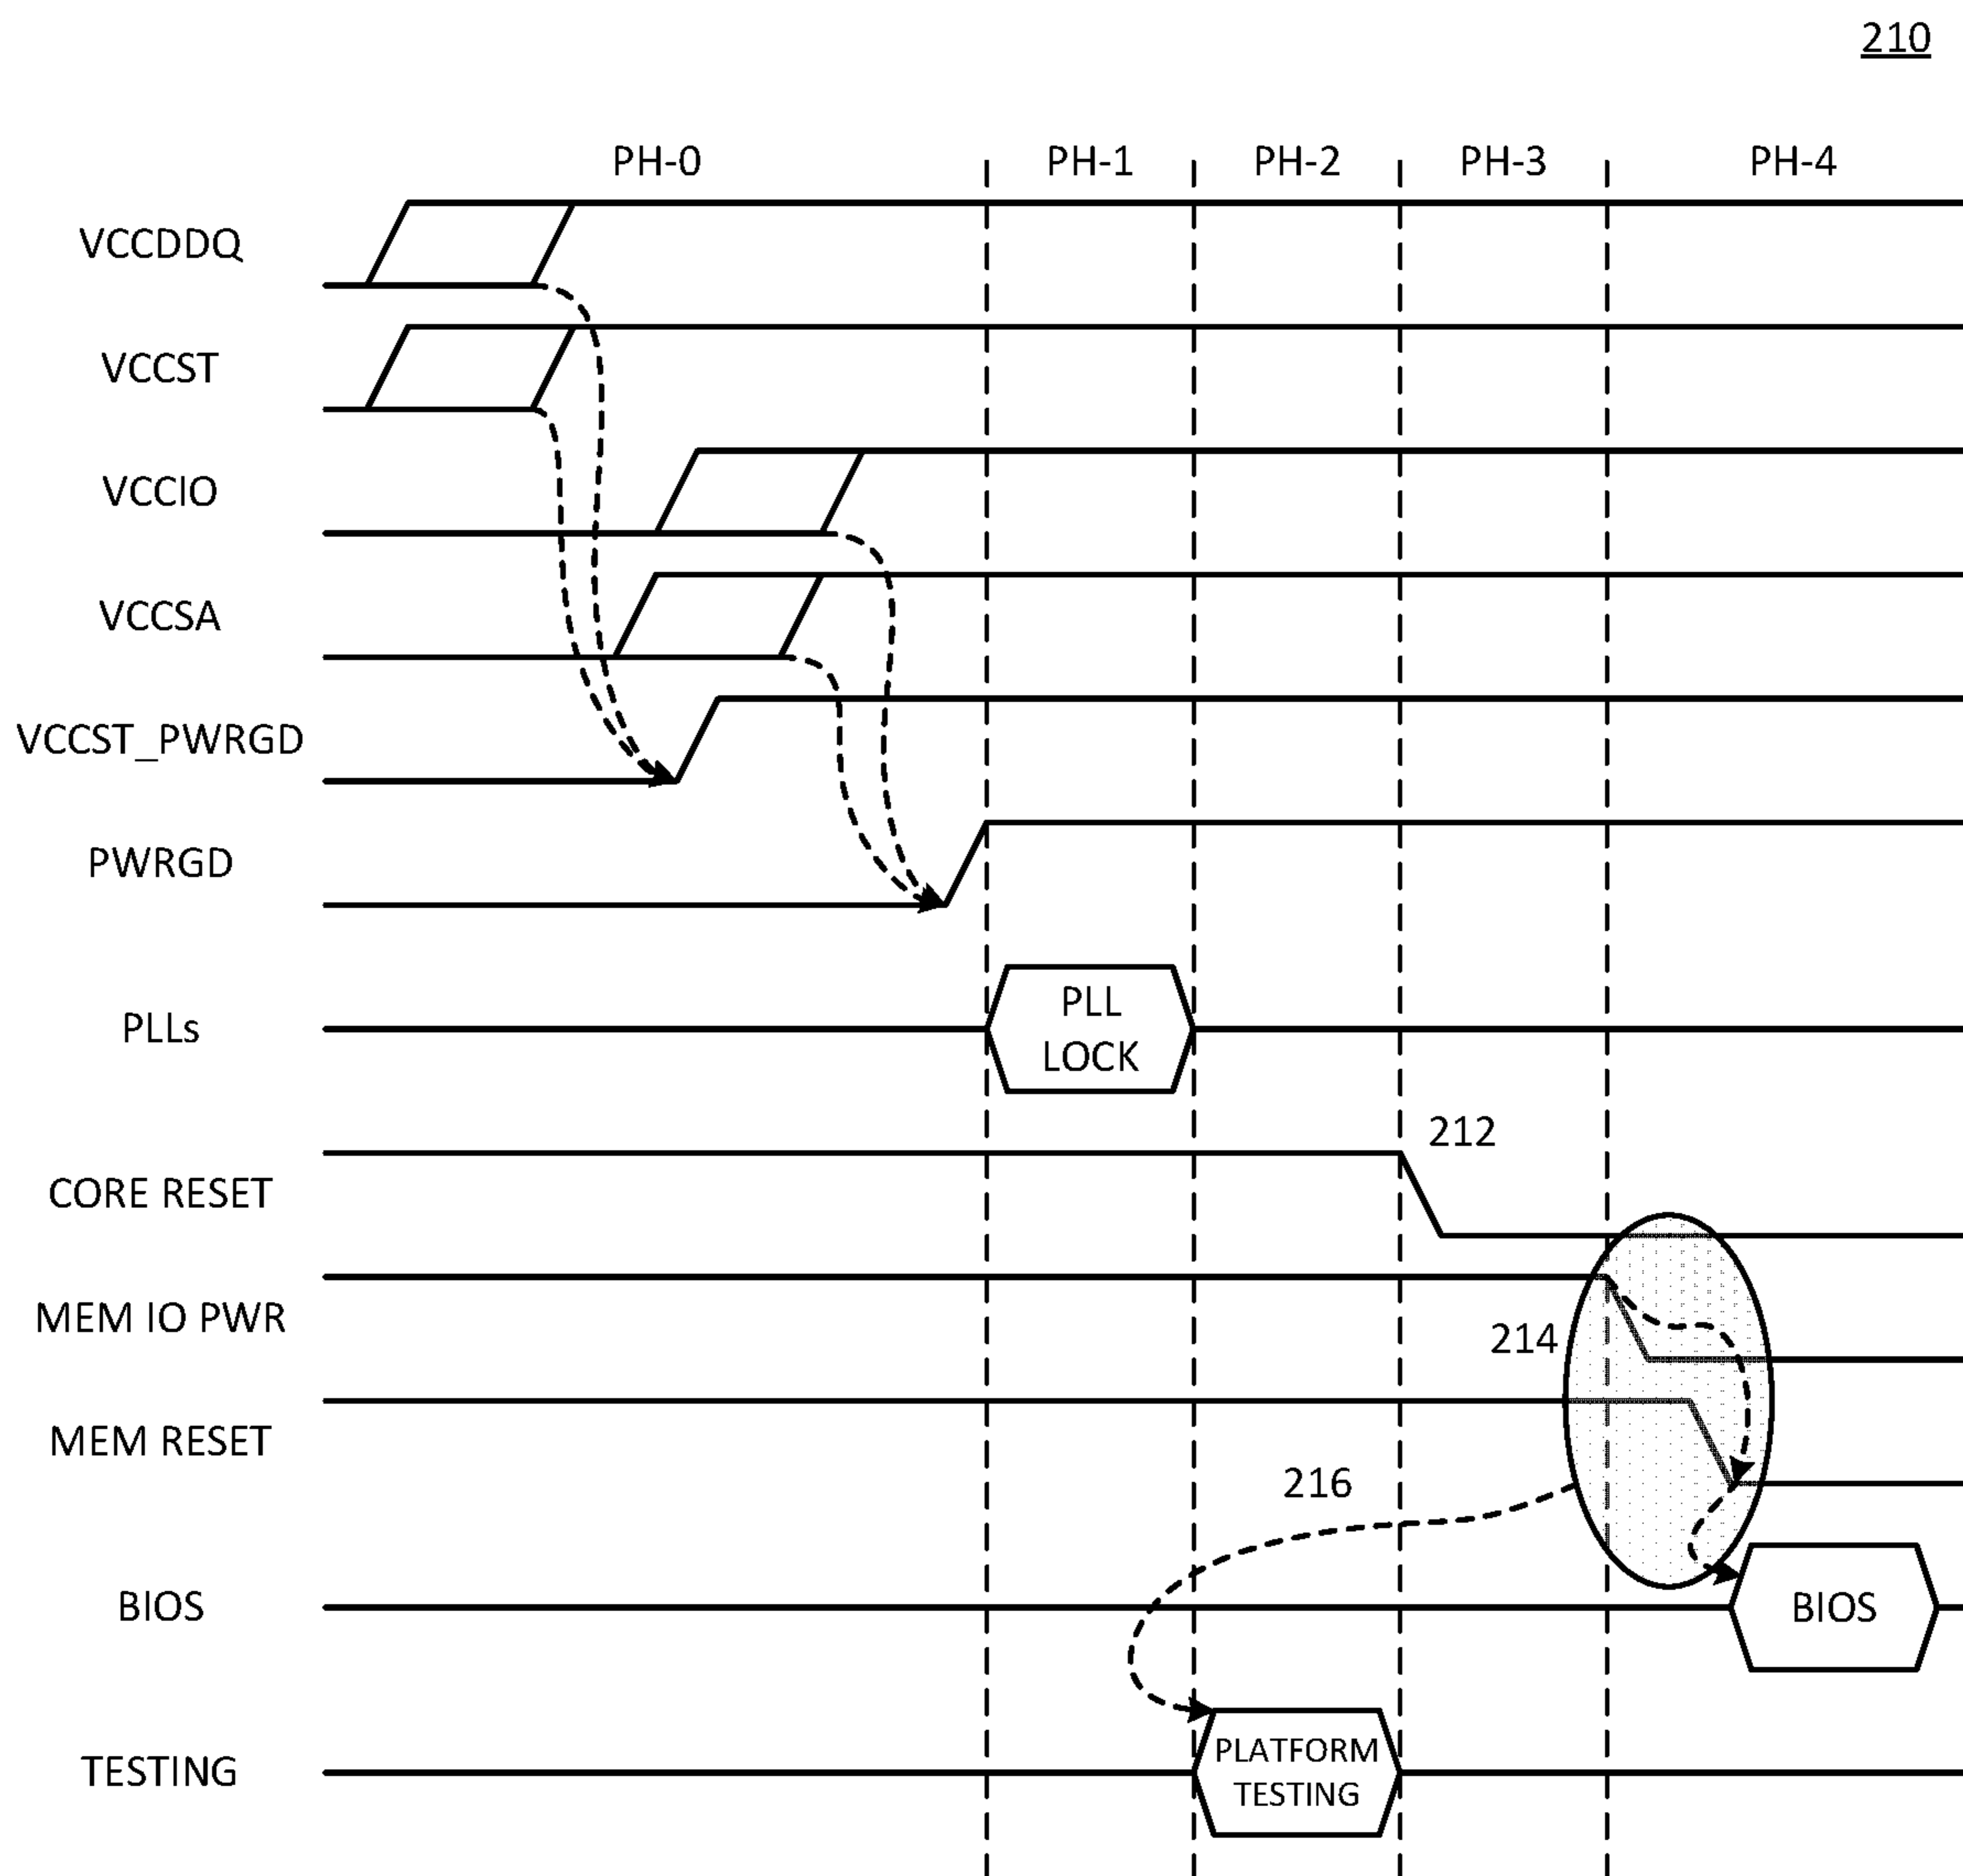 210
PH-0 PH-1 PH-2 PH-3 PH-4
VCCDDQ
VCCST
VCCIO
VCCSA
VCCST_PWRGD
PWRGD
PLLs
PLL
LOCK
212
CORE RESET
MEM IO PWR
214
MEM RESET
216
BIOS
BIOS
TESTING
PLATFORM
TESTING